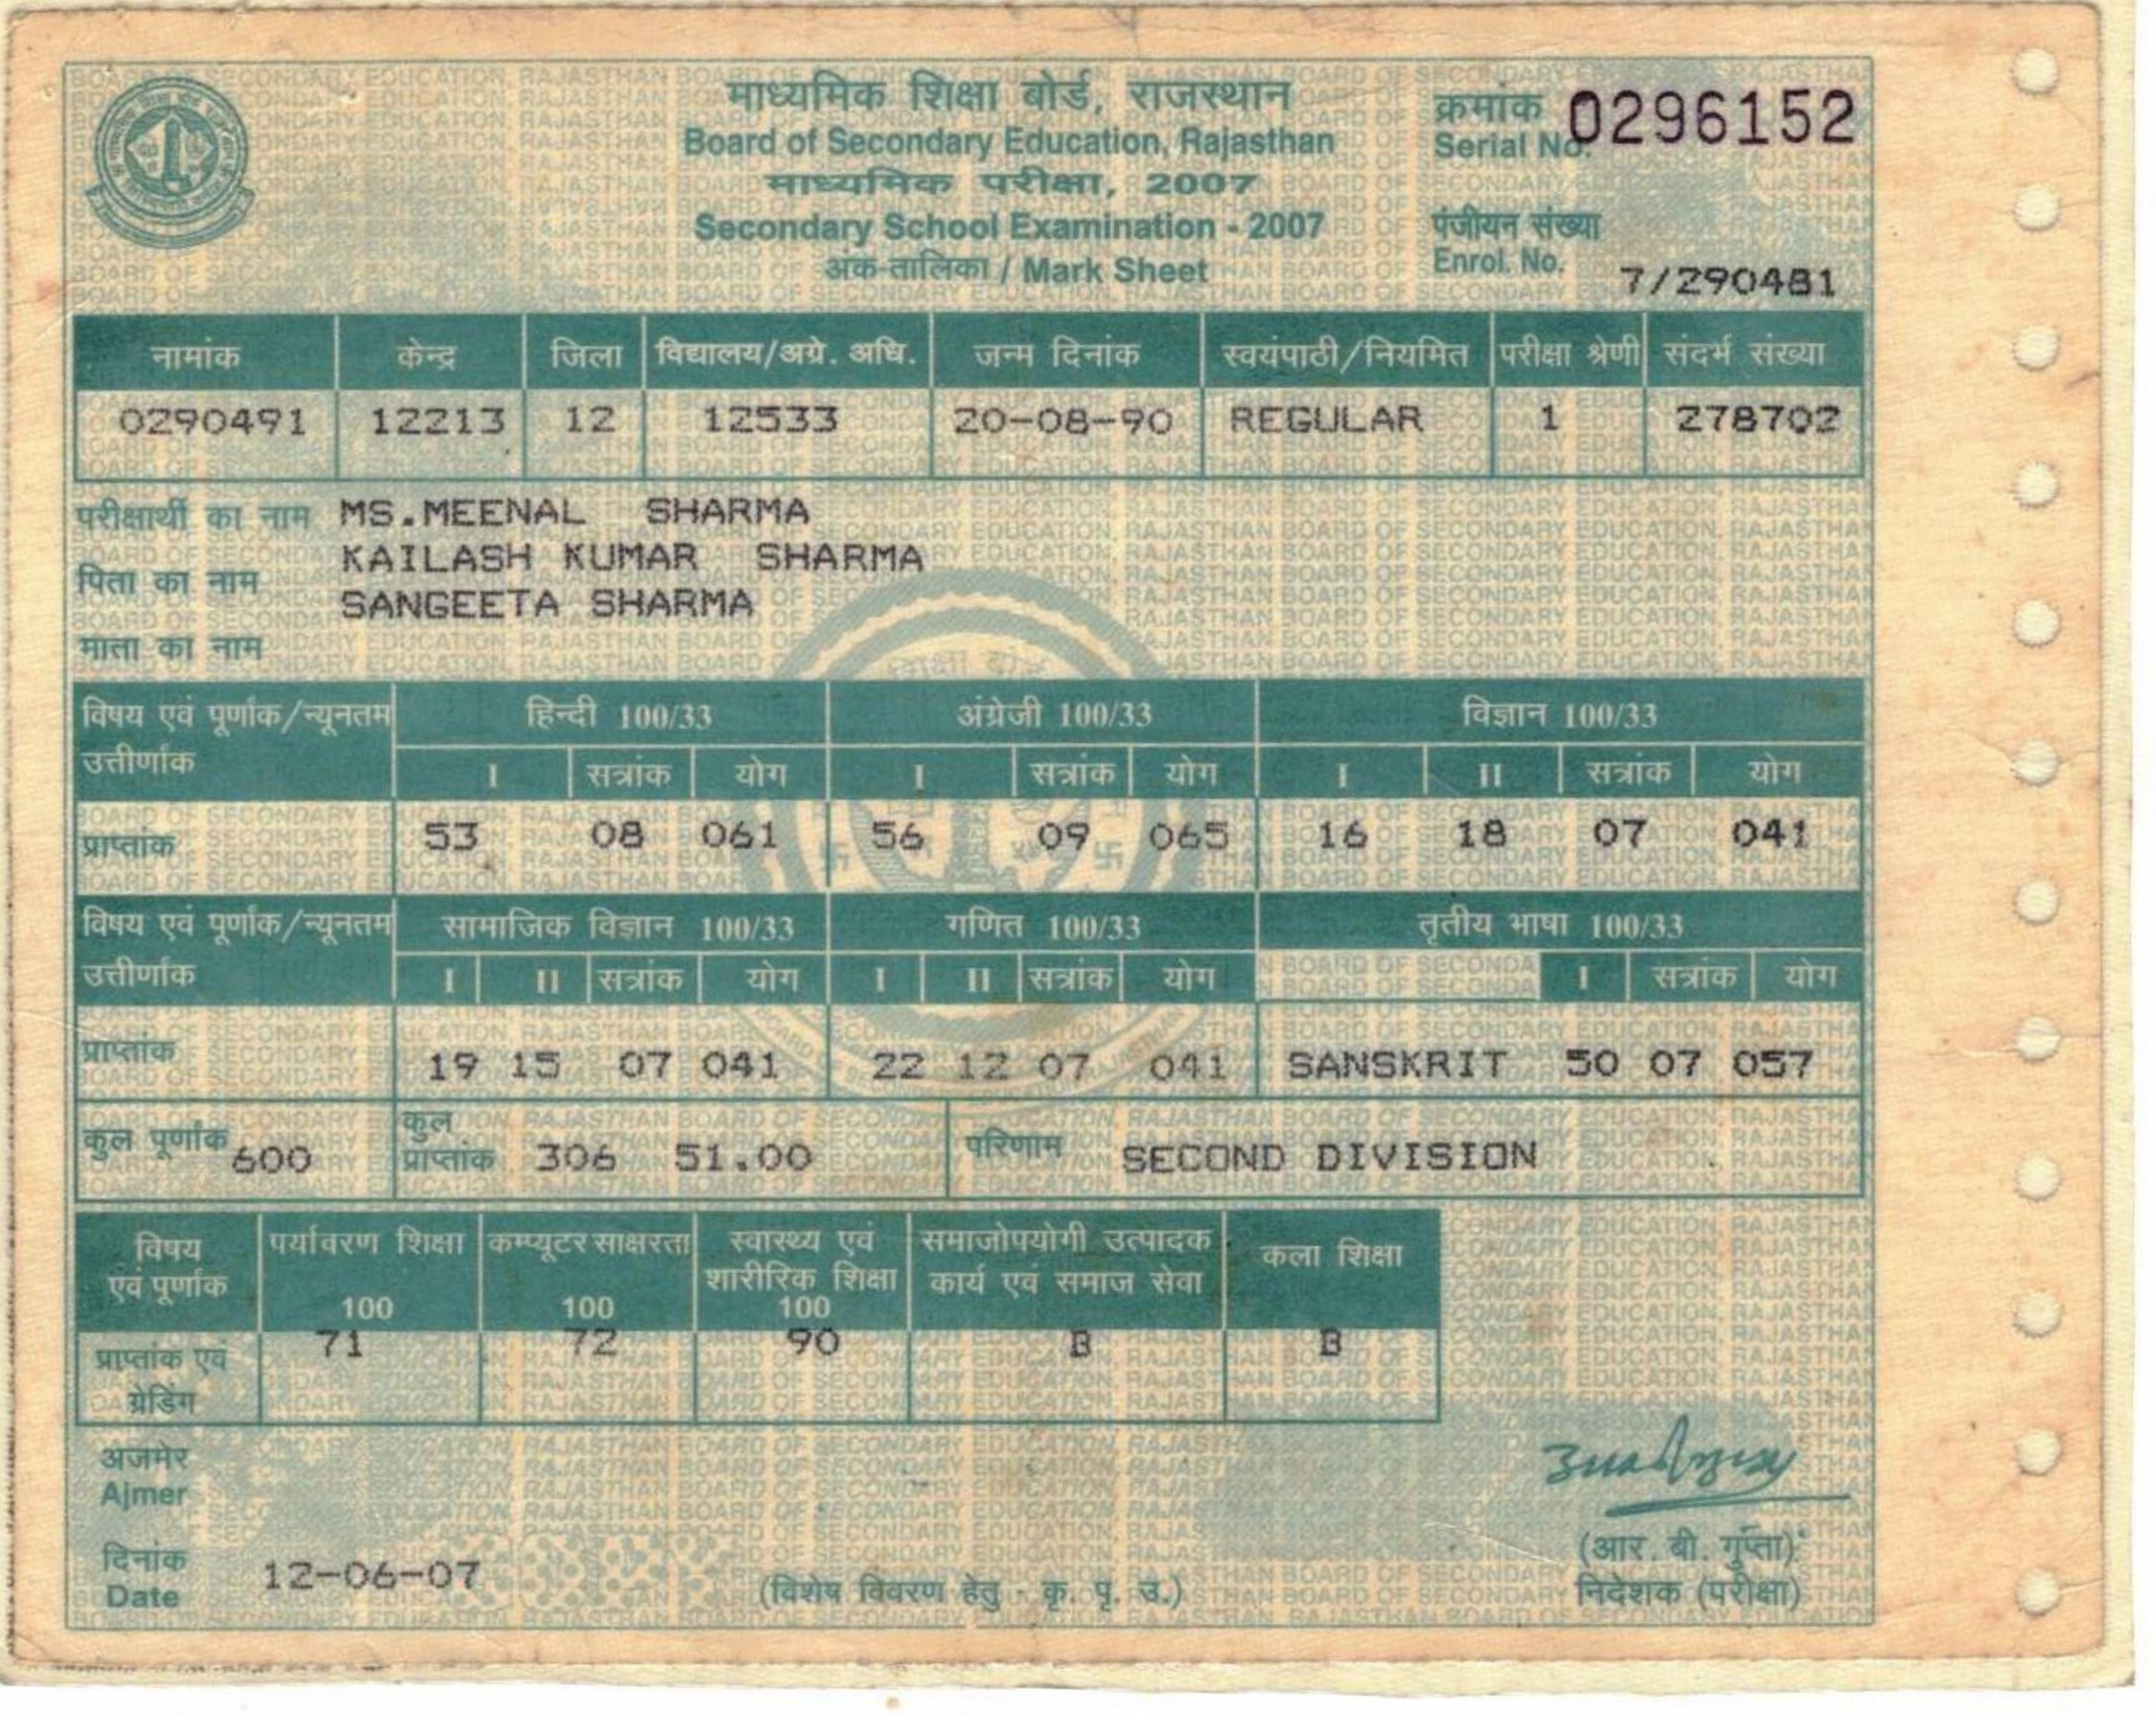 माध्यमिक शिक्षा बोर्ड, राजस्थान
Board of Secondary Education, Rajasthan
माध्यमिक परीक्षा, 2007
Secondary School Examination - 2007
अंक-तालिका / Mark Sheet
क्रमांक 0296152
Serial No.
पंजीयन संख्या
Enrol. No. 7/290481
नामांक केन्द्र जिला विद्यालय/अग्रे. अधि. जन्म दिनांक स्वयंपाठी/नियमित परीक्षा श्रेणी संदर्भ संख्या
0290491 12213 12 12533 20-08-90 REGULAR 1 278702
परीक्षार्थी का नाम MS.MEENAL SHARMA
पिता का नाम KAILASH KUMAR SHARMA
माता का नाम SANGEETA SHARMA
विषय एवं पूर्णांक/न्यूनतम हिन्दी 100/33 अंग्रेजी 100/33 विज्ञान 100/33
उत्तीर्णांक I सत्रांक योग I सत्रांक योग I II सत्रांक योग
प्राप्तांक 53 08 061 56 09 065 16 18 07 041
विषय एवं पूर्णांक/न्यूनतम सामाजिक विज्ञान 100/33 गणित 100/33 तृतीय भाषा 100/33
उत्तीर्णांक I II सत्रांक योग I II सत्रांक योग I सत्रांक योग
प्राप्तांक 19 15 07 041 22 12 07 041 SANSKRIT 50 07 057
कुल पूर्णांक 600 कुल प्राप्तांक 306 51.00 परिणाम SECOND DIVISION
विषय एवं पूर्णांक पर्यावरण शिक्षा 100 कम्प्यूटर साक्षरता 100 स्वास्थ्य एवं शारीरिक शिक्षा 100 समाजोपयोगी उत्पादक कार्य एवं समाज सेवा कला शिक्षा
प्राप्तांक एवं ग्रेडिंग 71 72 90 B B
अजमेर
Ajmer
दिनांक
Date 12-06-07
(विशेष विवरण हेतु - कृ. पृ. उ.)
(आर. बी. गुप्ता)
निदेशक (परीक्षा)